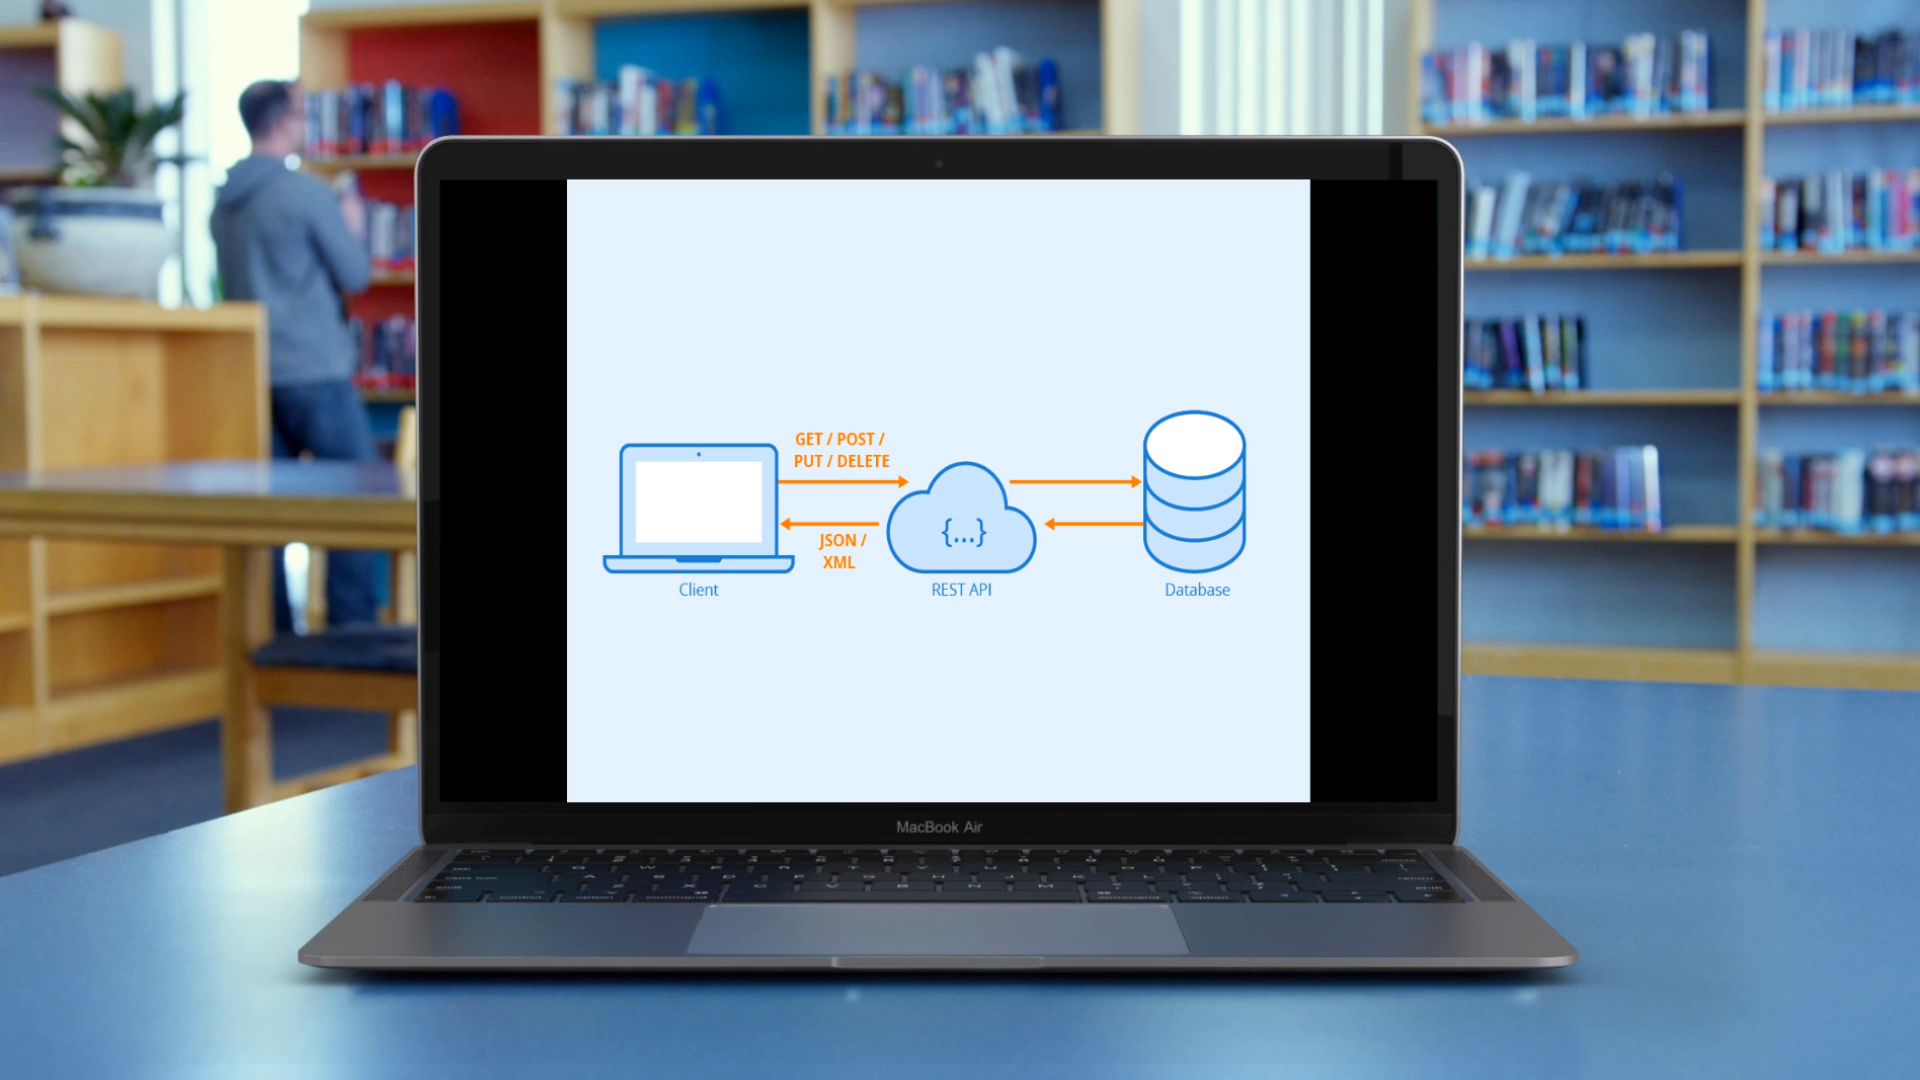 GET / POST /
PUT / DELETE
{...}
JSON /
XML
Client
REST API
Database
MacBook Air